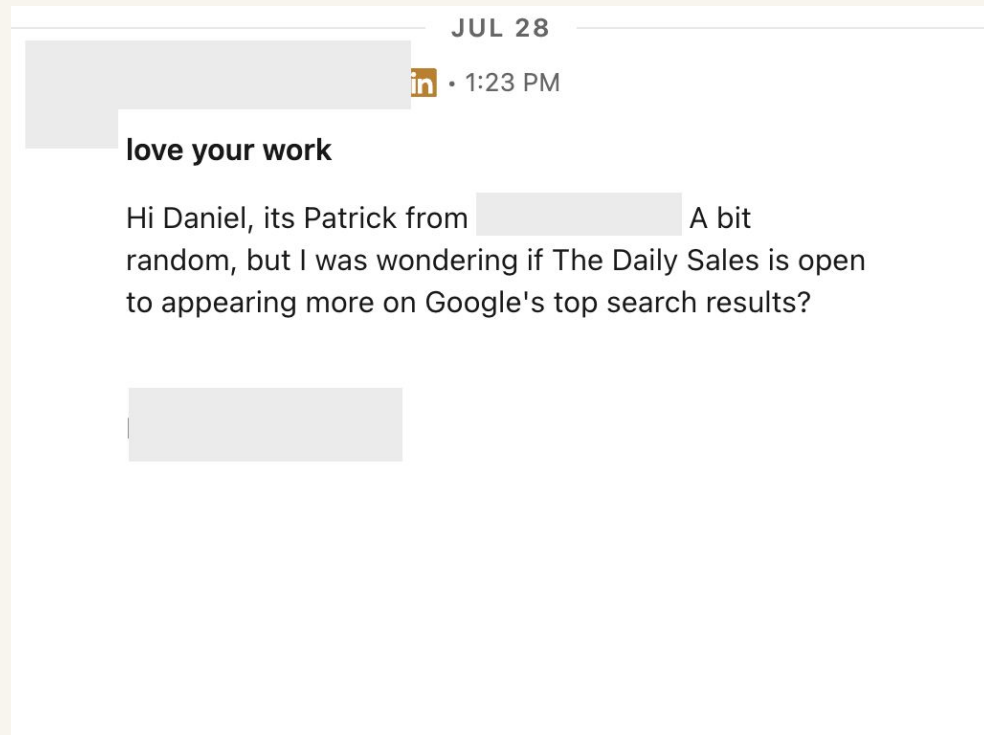 JUL 28
in • 1:23 PM
love your work
Hi Daniel, its Patrick from A bit
random, but I was wondering if The Daily Sales is open
to appearing more on Google's top search results?